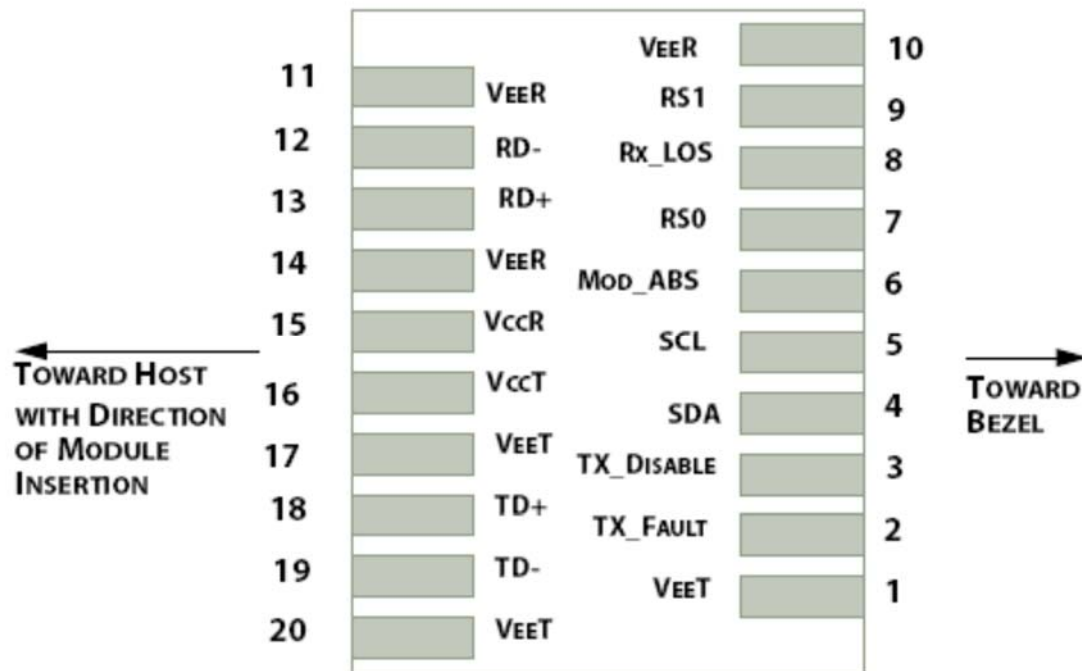 11 VEER
12 RD-
13 RD+
14 VEER
15 VCCR
16 VCCT
17 VEET
18 TD+
19 TD-
20 VEET
VEER 10
RS1 9
RX_LOS 8
RS0 7
MOD_ABS 6
SCL 5
SDA 4
TX_DISABLE 3
TX_FAULT 2
VEET 1
TOWARD HOST
WITH DIRECTION
OF MODULE
INSERTION
TOWARD
BEZEL